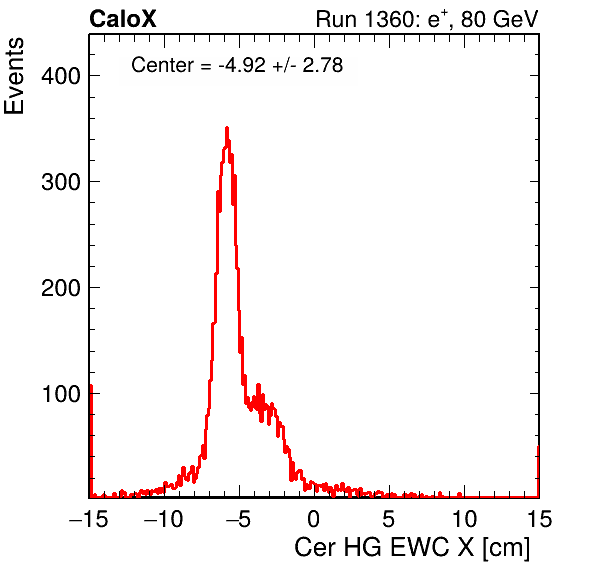 CaloX Run 1360: e⁺, 80 GeV
Center = -4.92 +/- 2.78
Events
400
300
200
100
−15 −10 −5 0 5 10 15
Cer HG EWC X [cm]